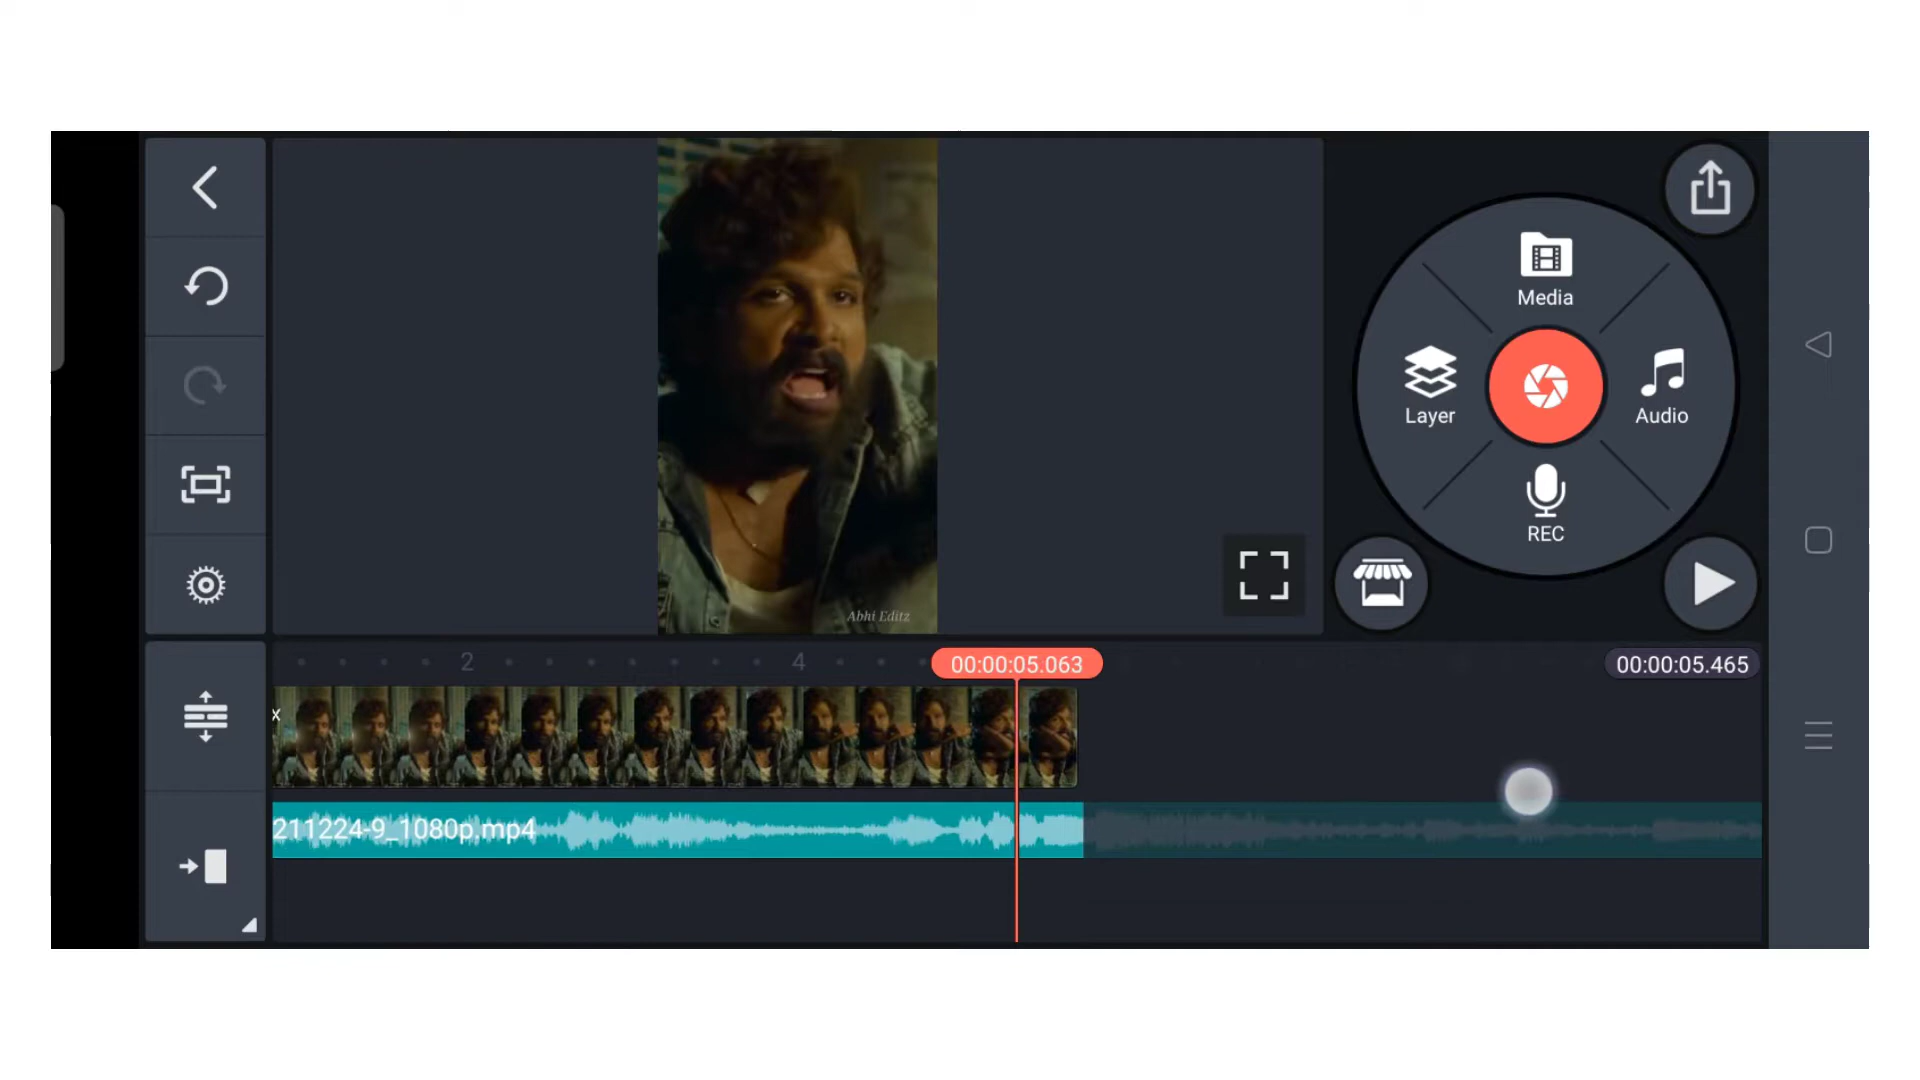 Media
Layer
Audio
REC
Abhi Editz
2
4
00:00:05.063
00:00:05.465
x
211224-9_1080p.mp4